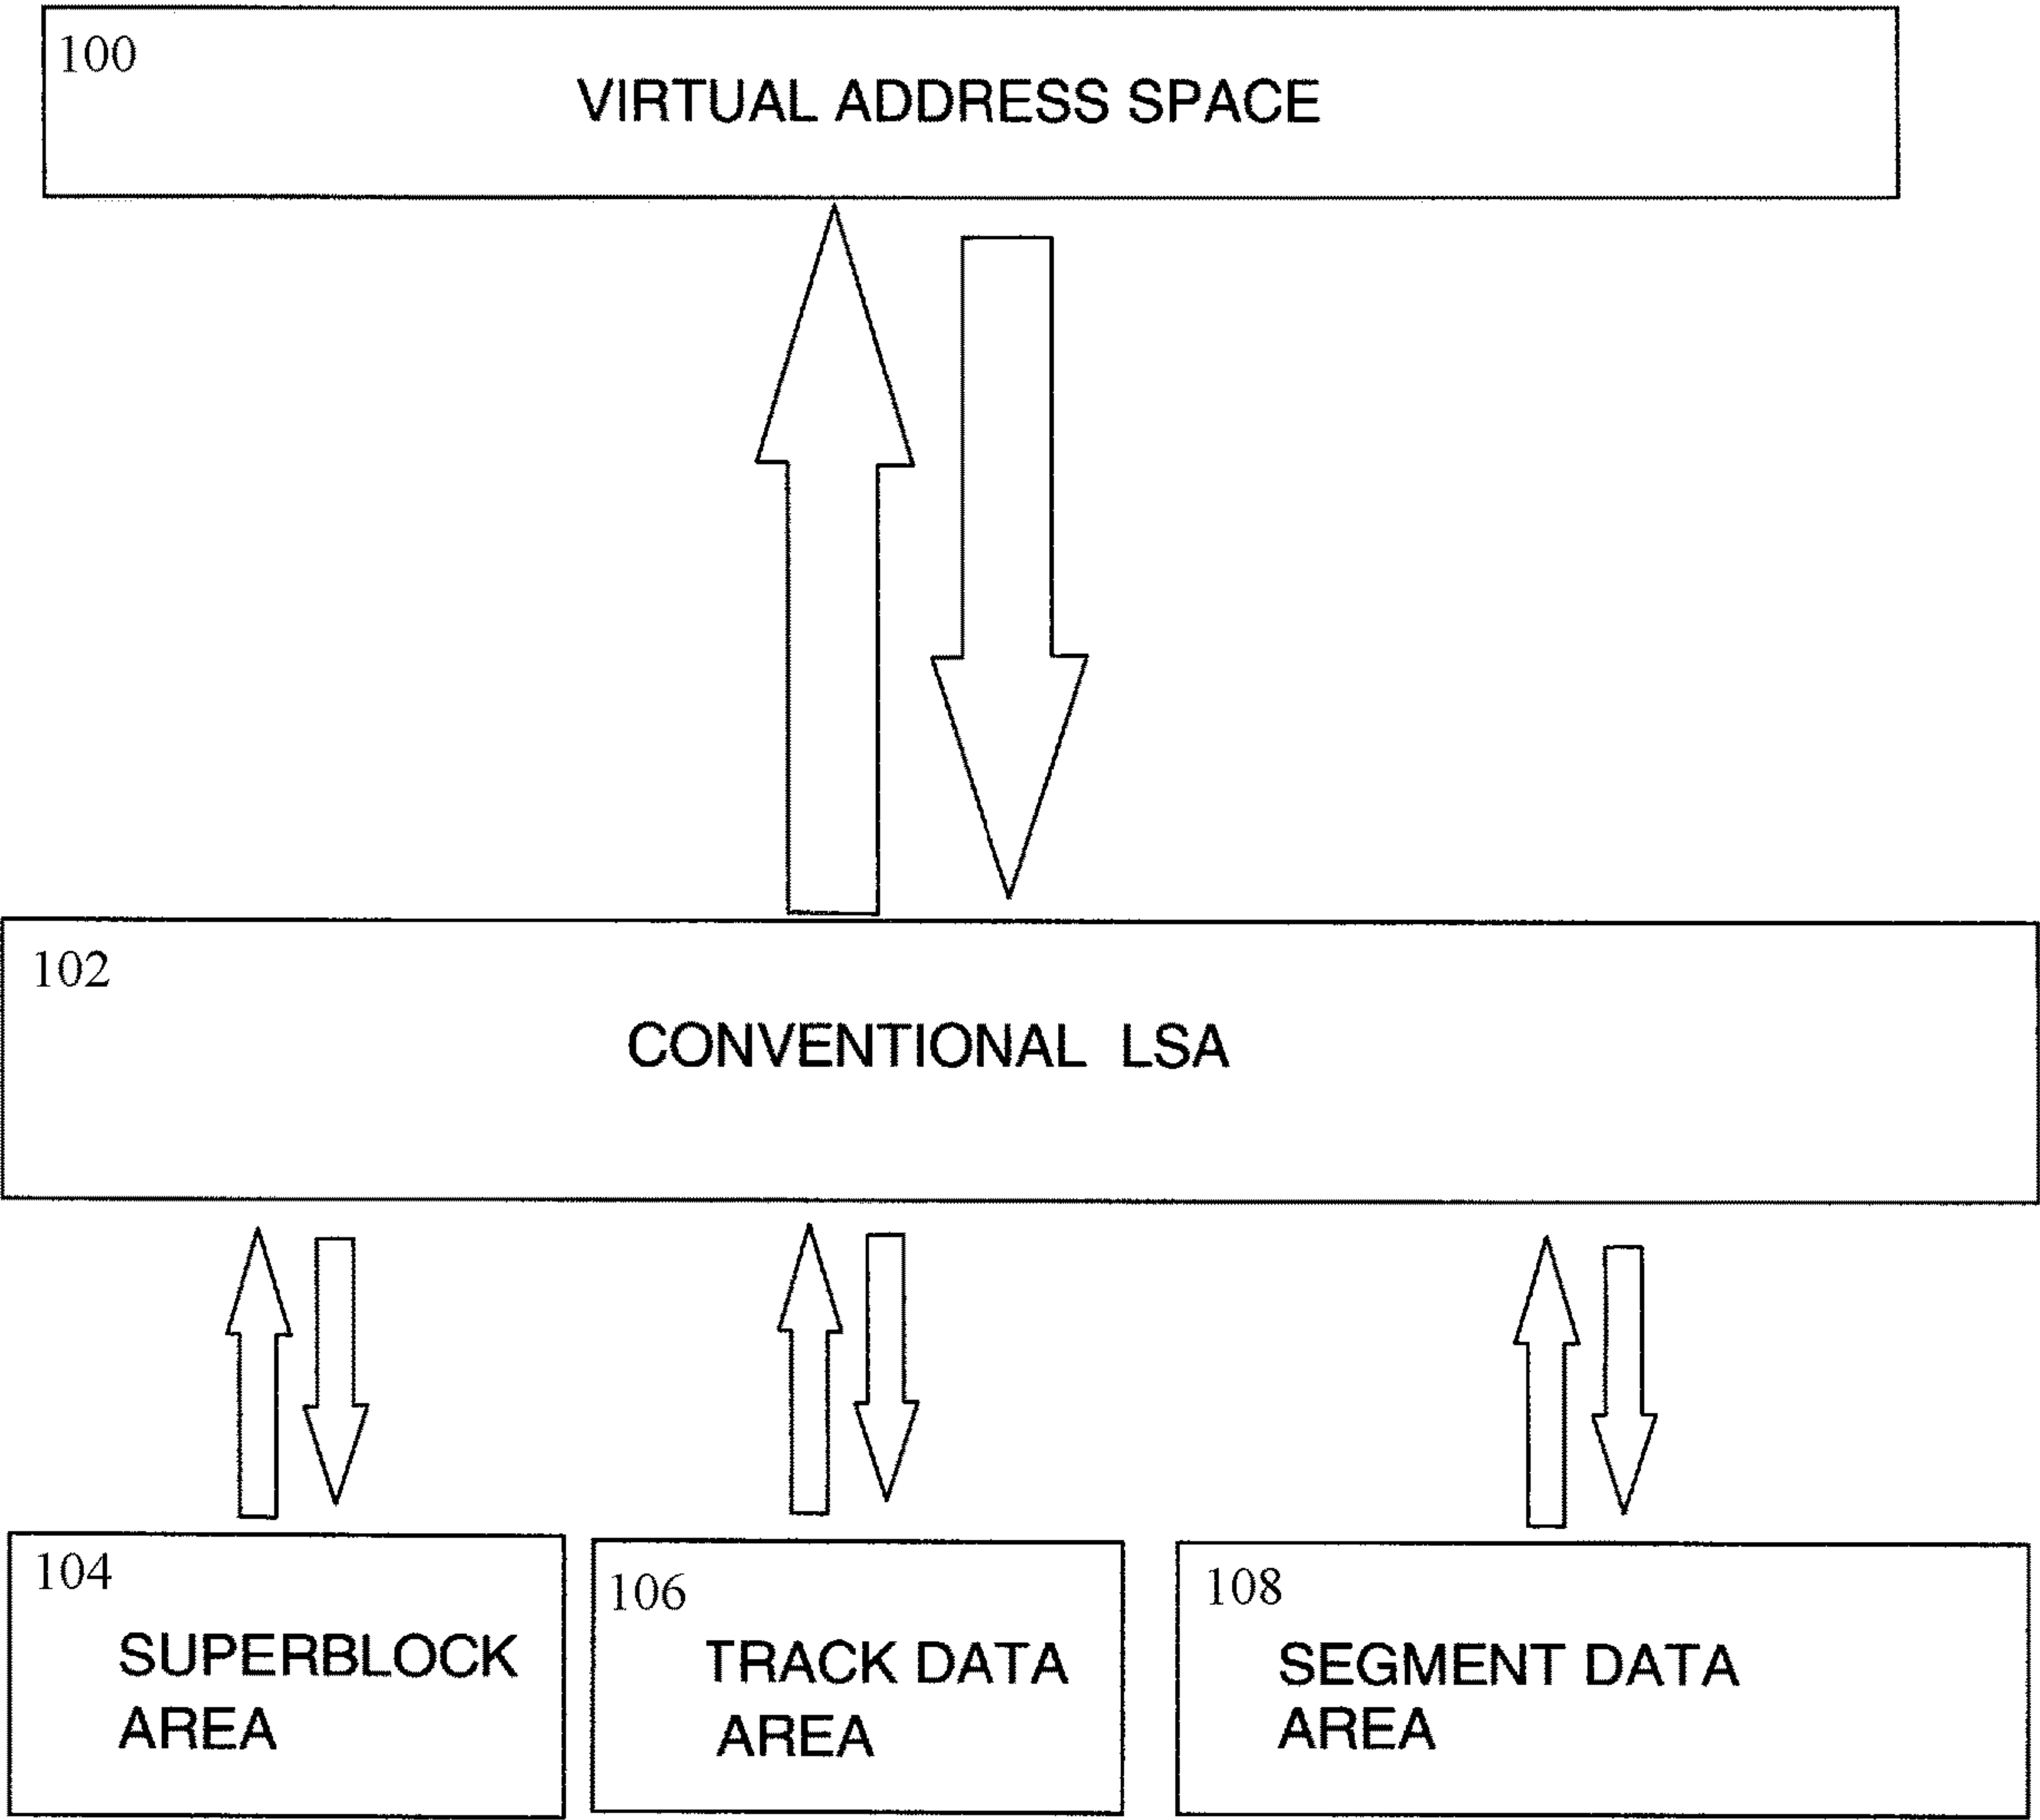 100
VIRTUAL ADDRESS SPACE
102
CONVENTIONAL LSA
104
SUPERBLOCK
AREA
106
TRACK DATA
AREA
108
SEGMENT DATA
AREA